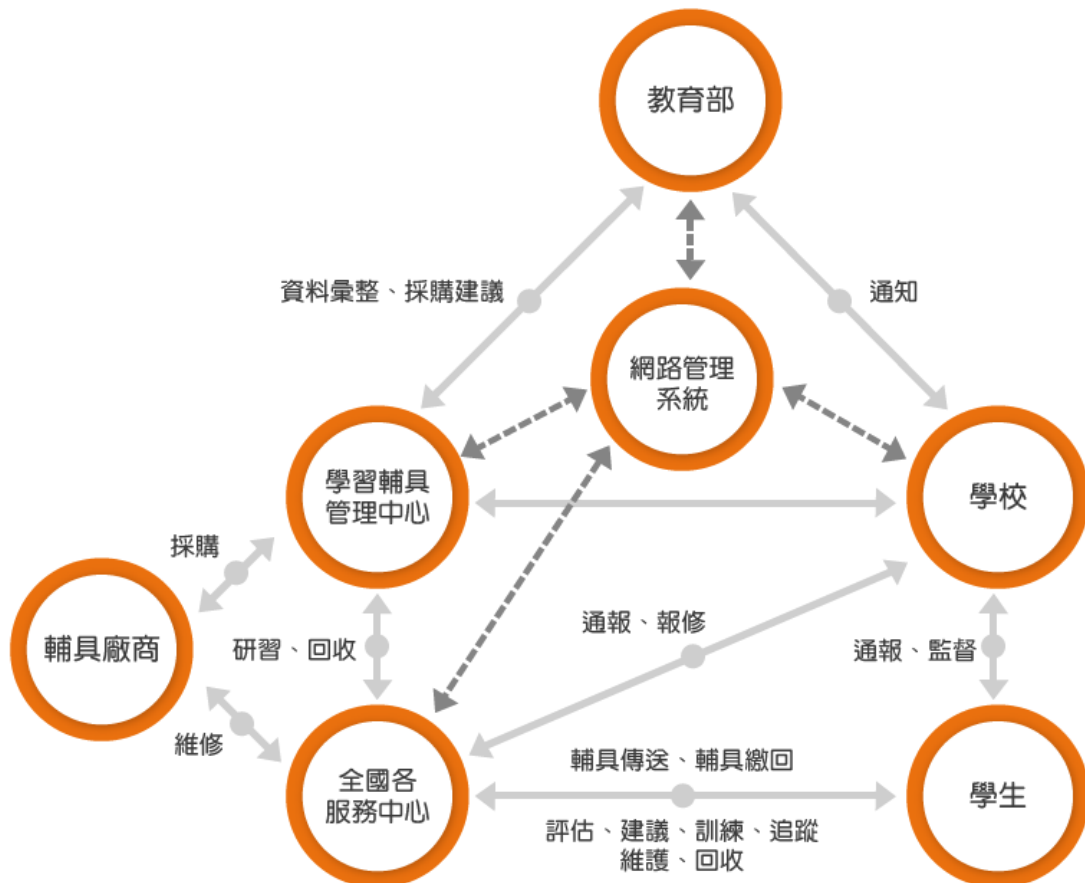 教育部
資料彙整、採購建議
通知
網路管理
系統
學習輔具
管理中心
學校
採購
輔具廠商
研習、回收
通報、報修
通報、監督
維修
全國各
服務中心
輔具傳送、輔具繳回
學生
評估、建議、訓練、追蹤
維護、回收